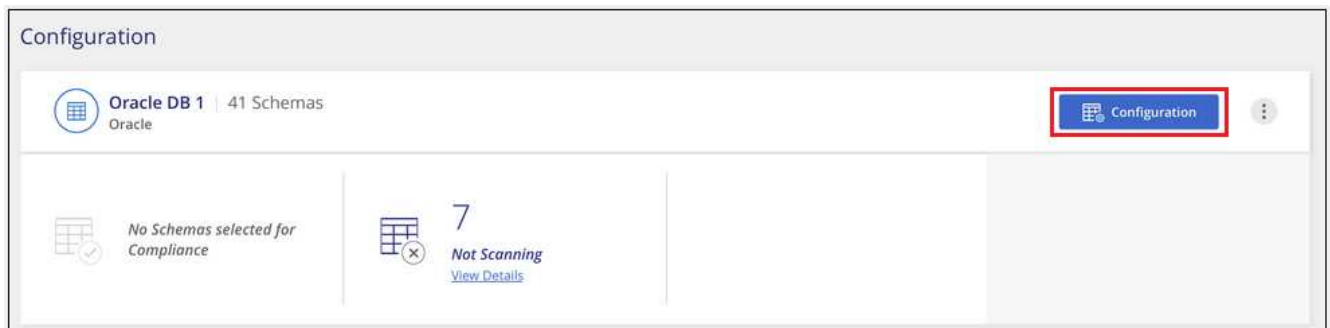 Configuration
Oracle DB 1 | 41 Schemas
Oracle
Configuration
No Schemas selected for
Compliance
7
Not Scanning
View Details